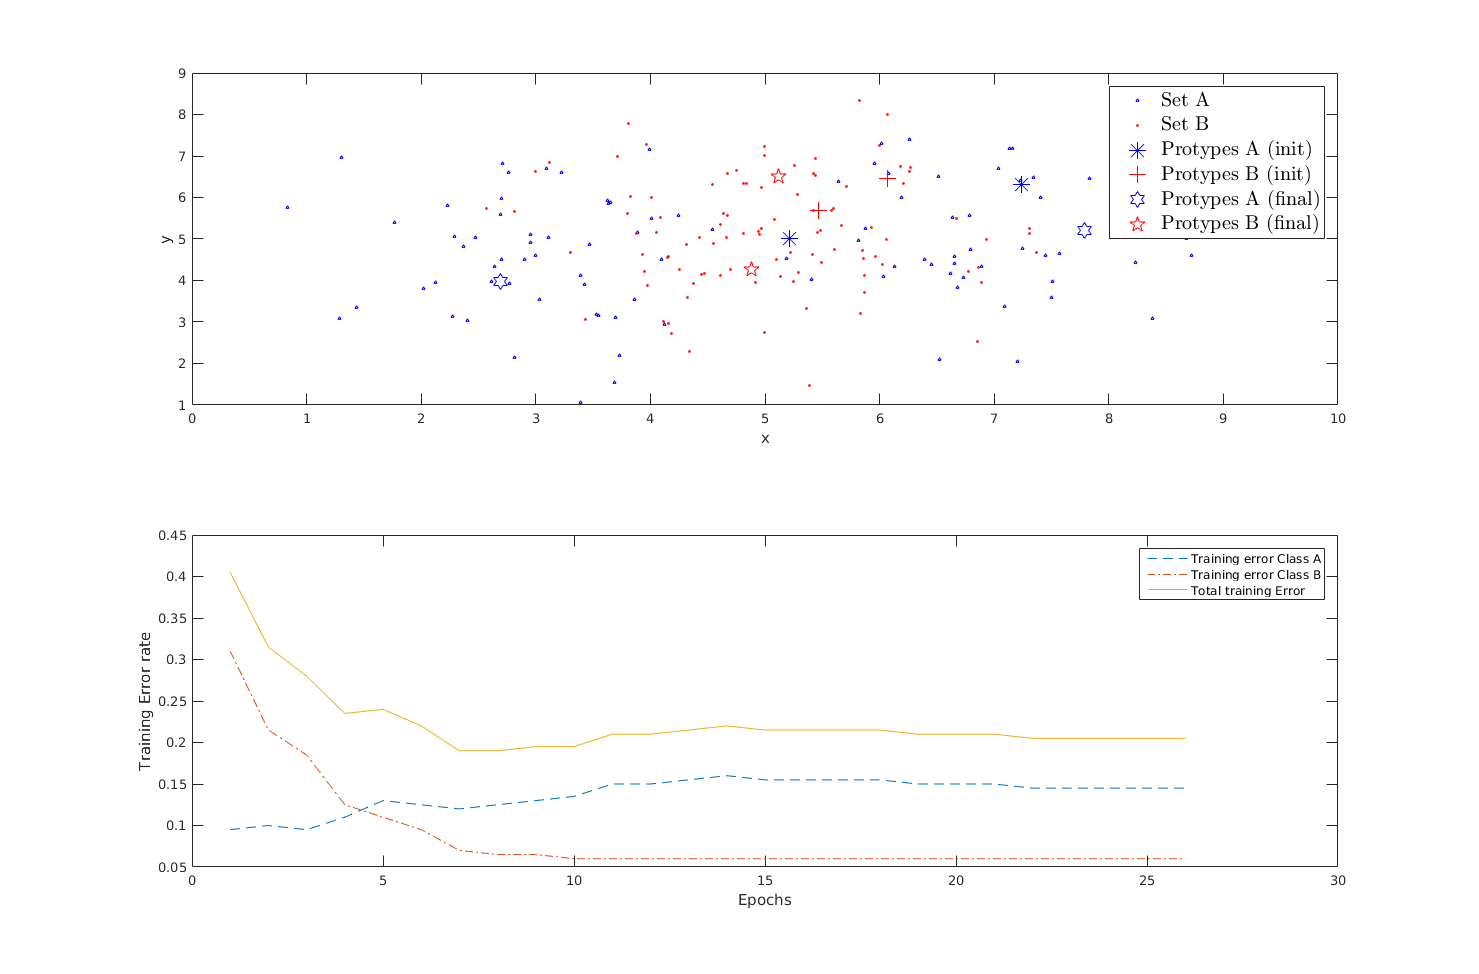 9
8
7
6
5
4
3
2
1
y
0 1 2 3 4 5 6 7 8 9 10
x
Set A
Set B
Protypes A (init)
Protypes B (init)
Protypes A (final)
Protypes B (final)
0.45
0.4
0.35
0.3
0.25
0.2
0.15
0.1
0.05
Training Error rate
0 5 10 15 20 25 30
Epochs
Training error Class A
Training error Class B
Total training Error